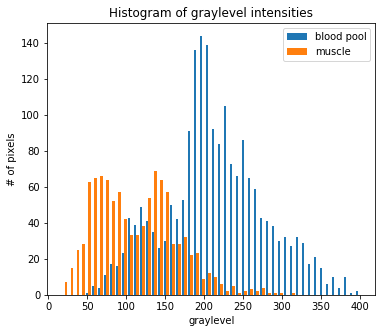 Histogram of graylevel intensities
blood pool
muscle
# of pixels
140
120
100
80
60
40
20
0
0 50 100 150 200 250 300 350 400
graylevel